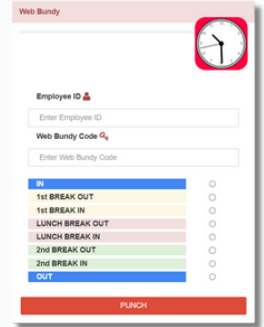 Web Bundy
Employee ID
Enter Employee ID
Web Bundy Code
Enter Web Bundy Code
IN
1st BREAK OUT
1st BREAK IN
LUNCH BREAK OUT
LUNCH BREAK IN
2nd BREAK OUT
2nd BREAK IN
OUT
PUNCH